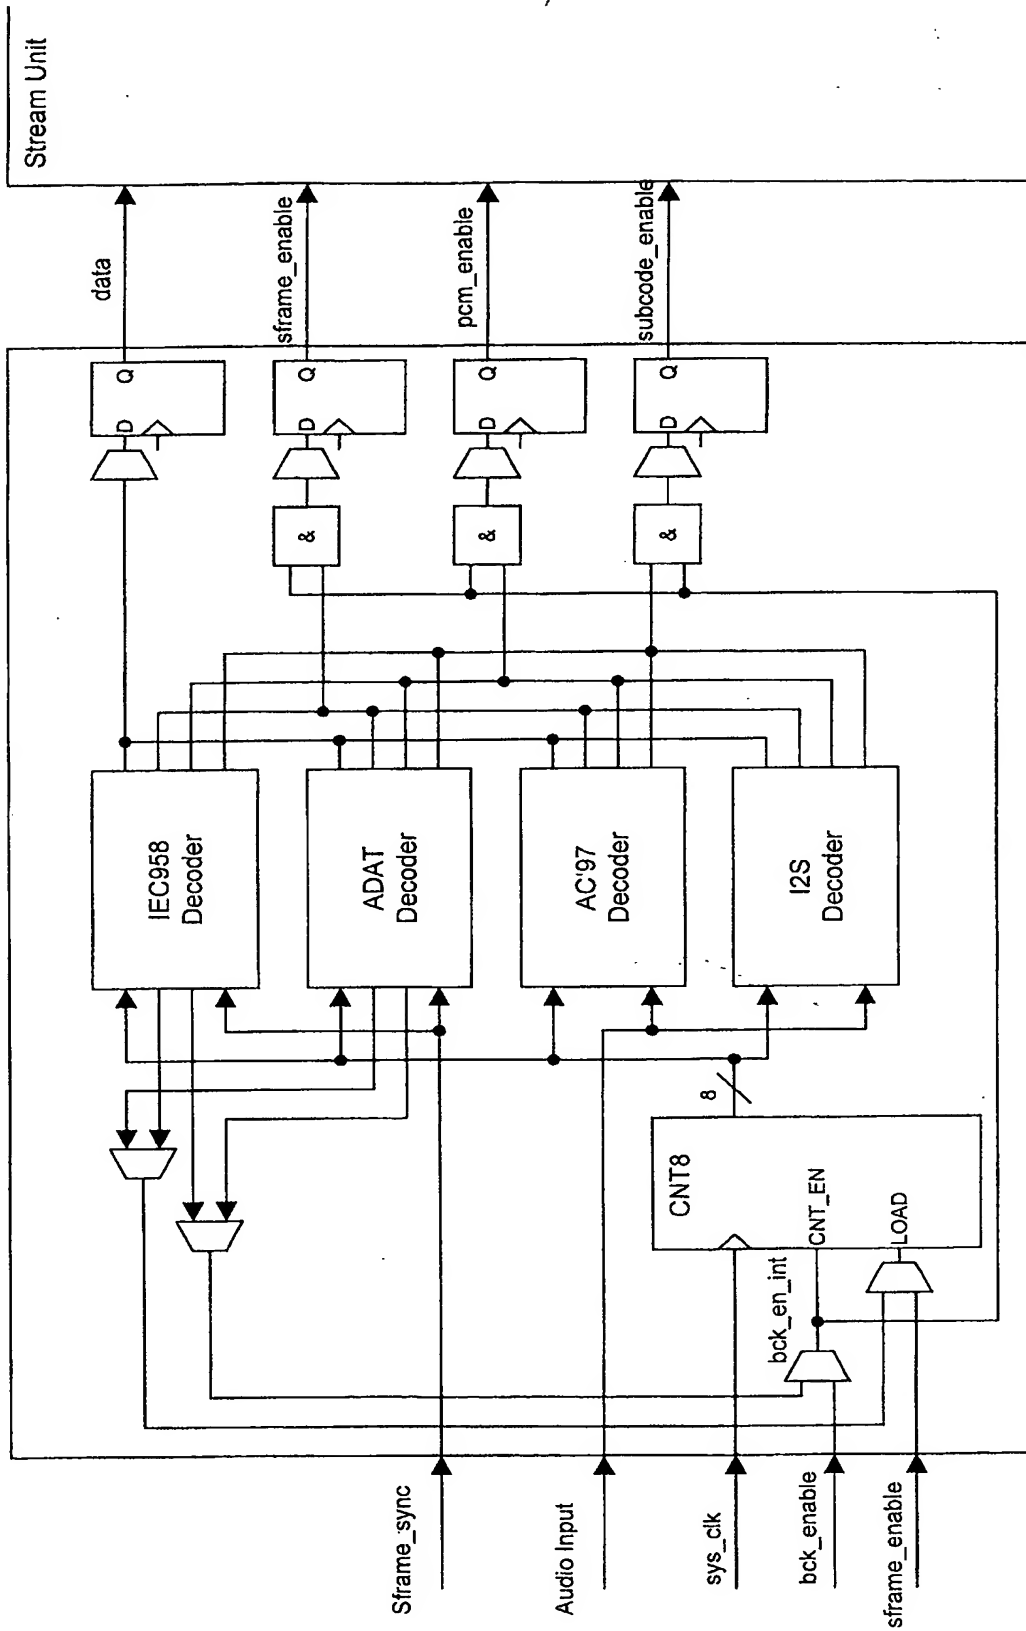 Stream Unit
data
sframe_enable
pcm_enable
subcode_enable
D
Q
D
Q
D
Q
D
Q
&
&
&
IEC958
Decoder
ADAT
Decoder
AC'97
Decoder
I2S
Decoder
8
CNT8
CNT_EN
LOAD
bck_en_int
Sframe_sync
Audio Input
sys_clk
bck_enable
sframe_enable